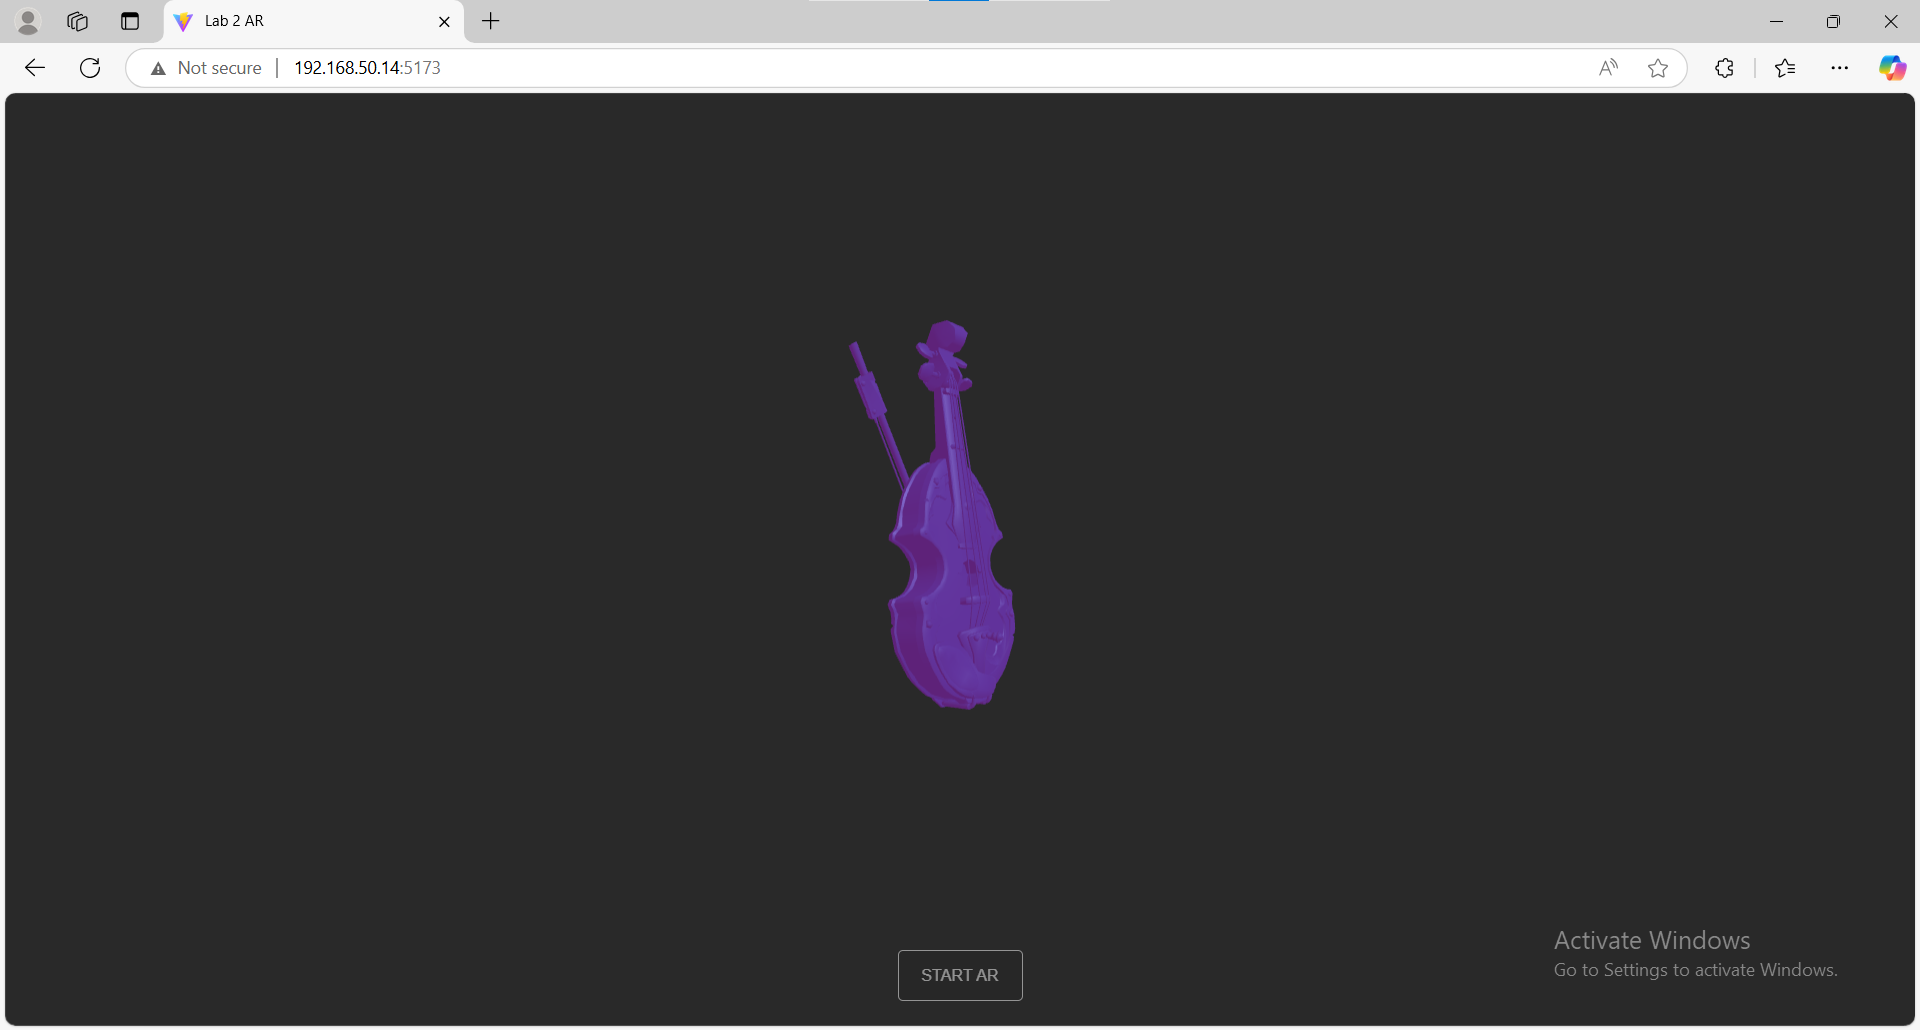 Lab 2 AR
Not secure
192.168.50.14:5173
START AR
Activate Windows
Go to Settings to activate Windows.